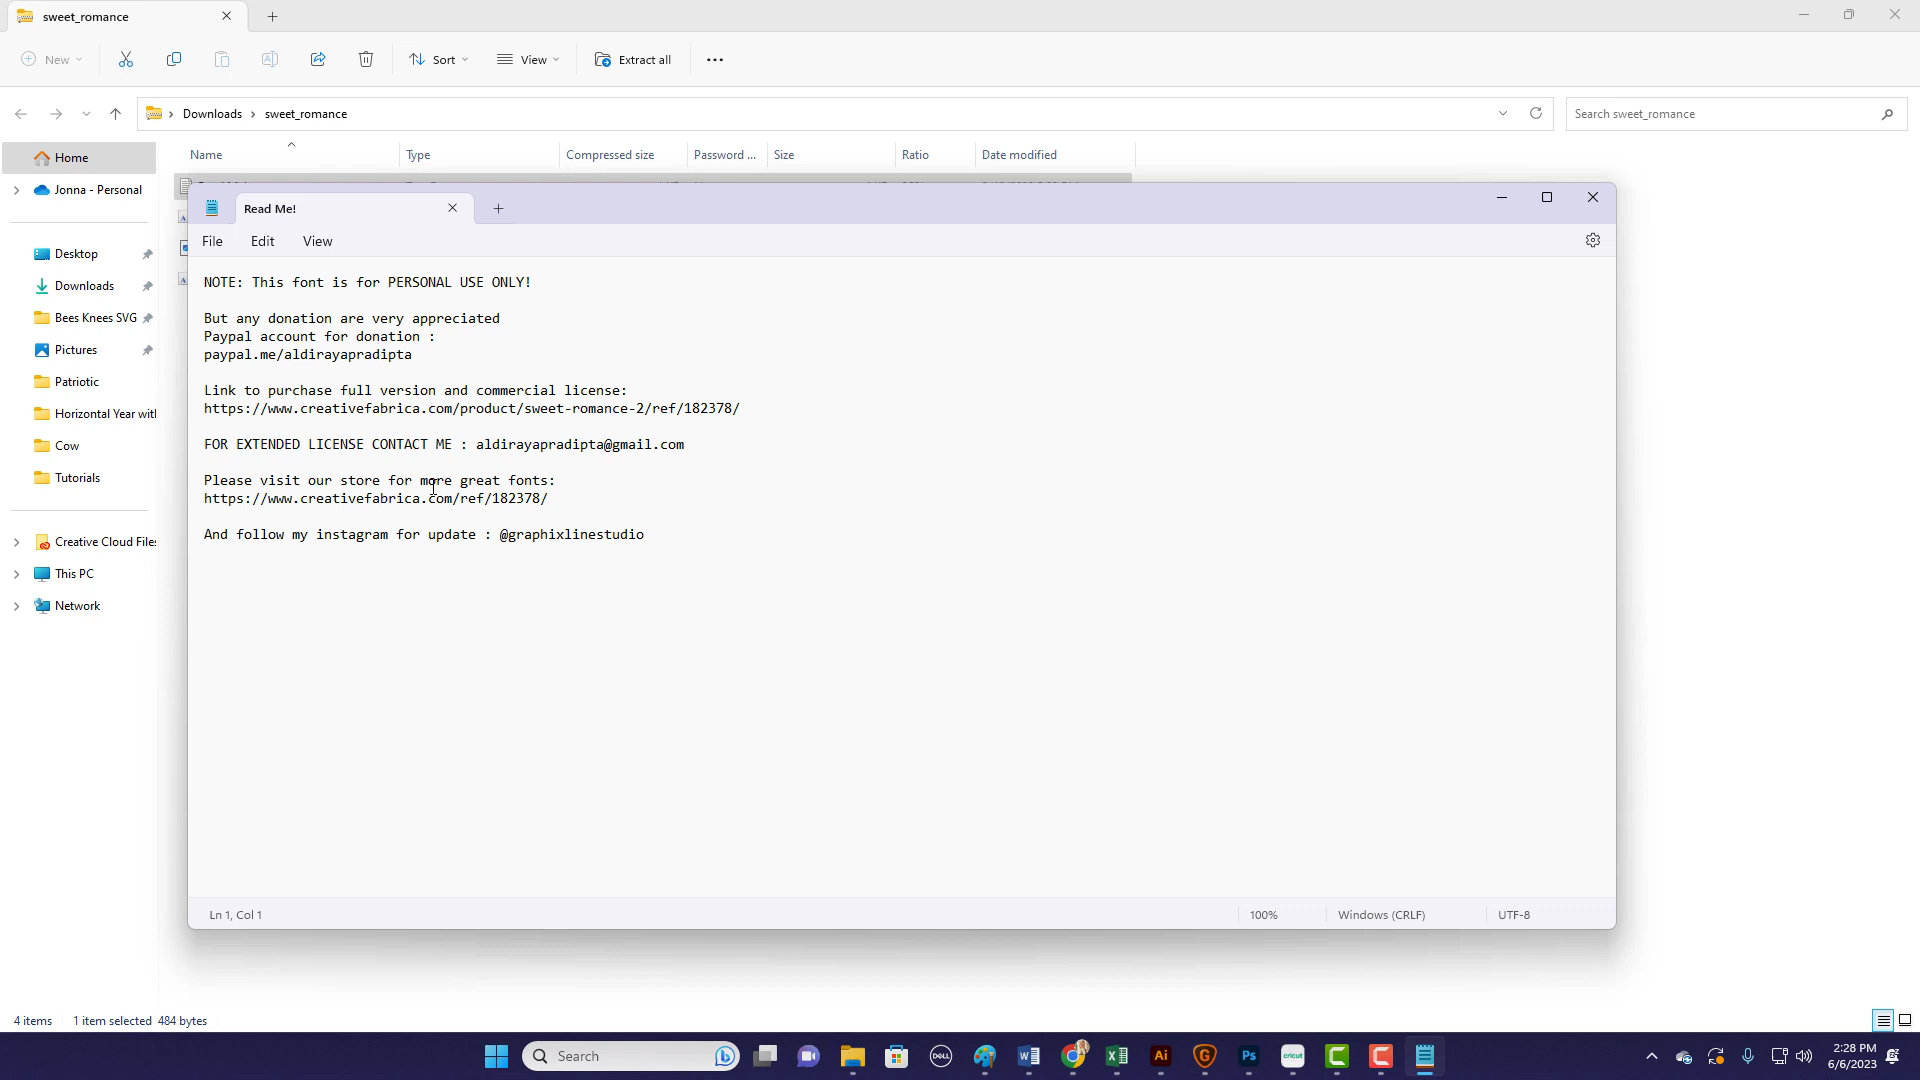 sweet_romance
New
Sort
View
Extract all
Downloads
sweet_romance
Search sweet_romance
Name
Type
Compressed size
Password ...
Size
Ratio
Date modified
Home
Jonna - Personal
Desktop
Downloads
Bees Knees SVG
Pictures
Patriotic
Horizontal Year with
Cow
Tutorials
Creative Cloud Files
This PC
Network
Read Me!
File
Edit
View
NOTE: This font is for PERSONAL USE ONLY!
But any donation are very appreciated
Paypal account for donation :
paypal.me/aldirayapradipta
Link to purchase full version and commercial license:
https://www.creativefabrica.com/product/sweet-romance-2/ref/182378/
FOR EXTENDED LICENSE CONTACT ME : aldirayapradipta@gmail.com
Please visit our store for more great fonts:
https://www.creativefabrica.com/ref/182378/
And follow my instagram for update : @graphixlinestudio
Ln 1, Col 1
100%
Windows (CRLF)
UTF-8
4 items
1 item selected 484 bytes
Search
DELL
W
X
Ai
G
Ps
cricut
C
C
2:28 PM
6/6/2023